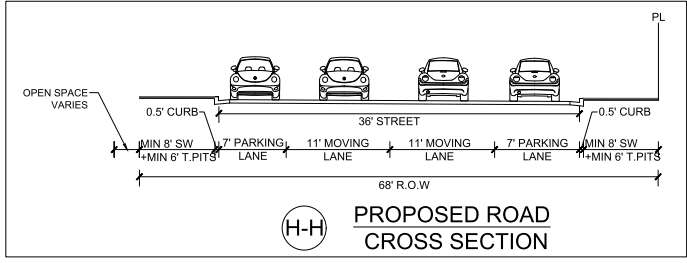 PL
OPEN SPACE
VARIES
0.5' CURB
0.5' CURB
36' STREET
MIN 8' SW
+MIN 6' T.PITS
7' PARKING
LANE
11' MOVING
LANE
11' MOVING
LANE
7' PARKING
LANE
MIN 8' SW
+MIN 6' T.PITS
68' R.O.W
H-H
PROPOSED ROAD
CROSS SECTION